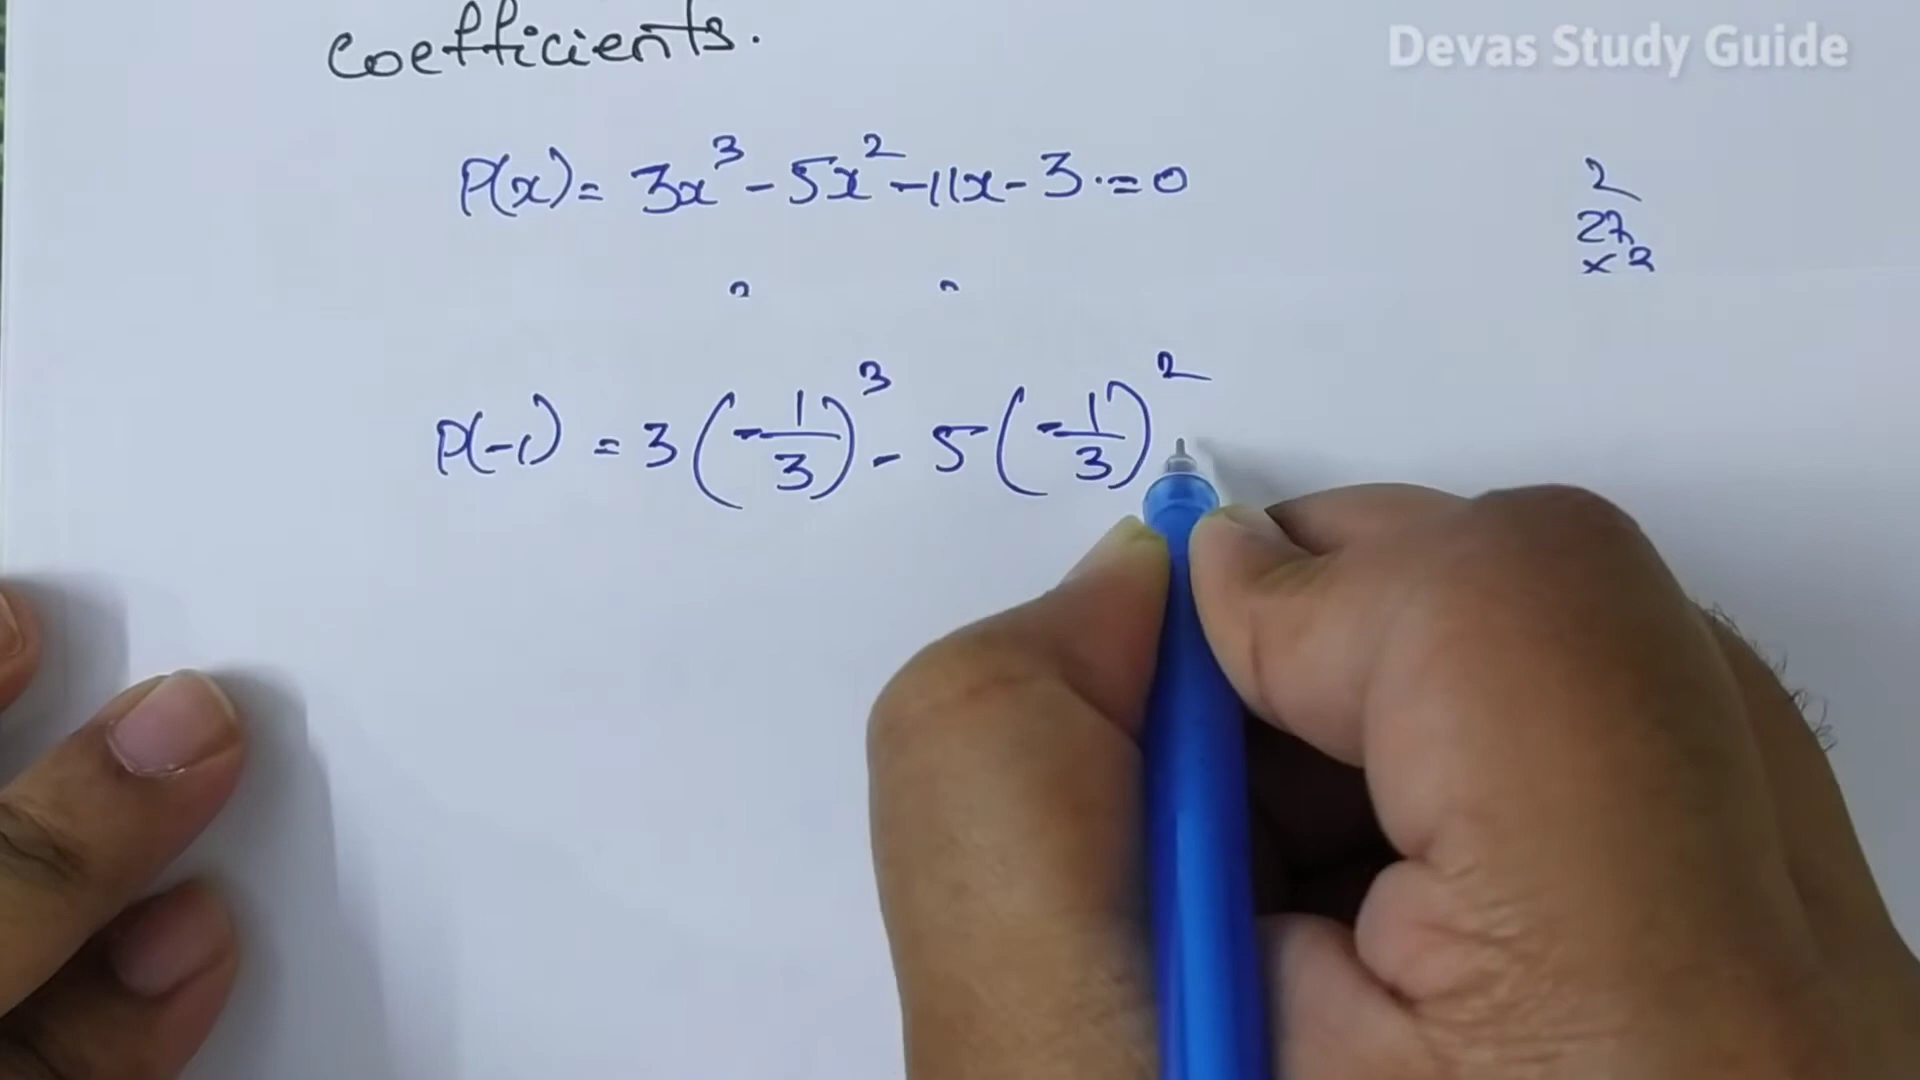 Devas Study Guide
coefficients.
P(x) = 3x³ - 5x² - 11x - 3. = 0
2
27
x 2
P(-1) = 3(-1/3)³ - 5(-1/3)²